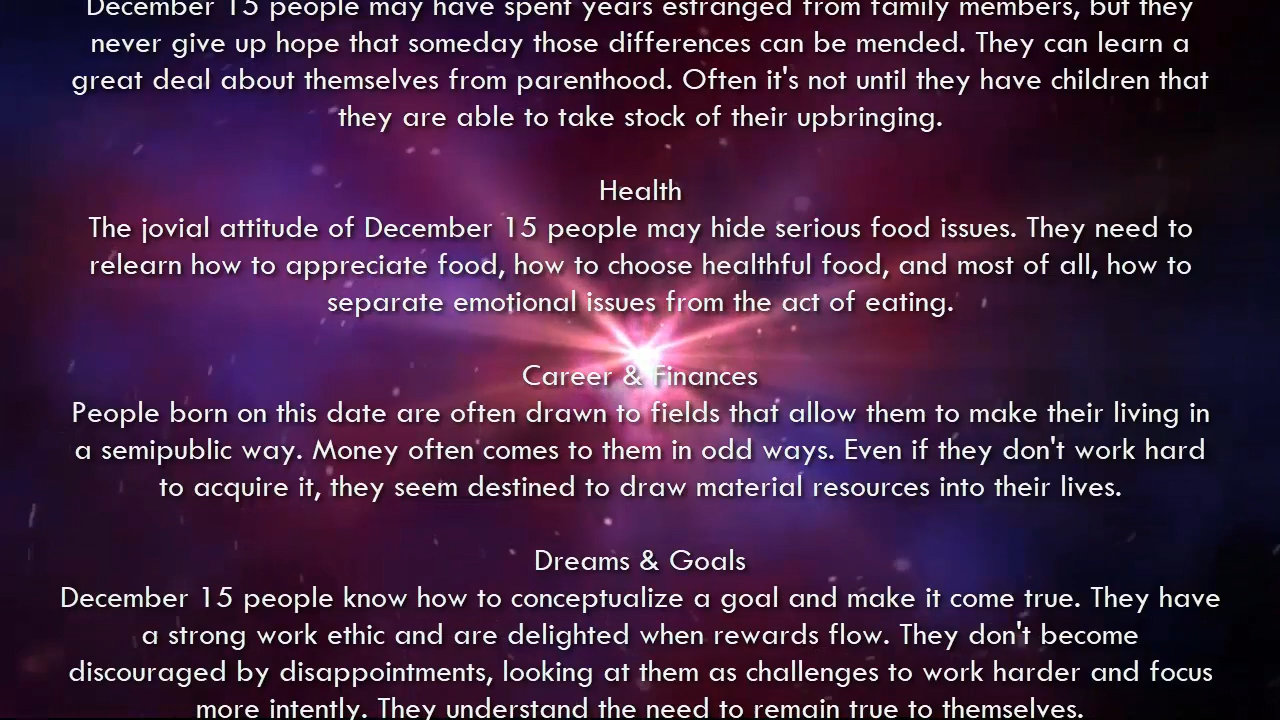 December 15 people may have spent years estranged from family members, but they
never give up hope that someday those differences can be mended. They can learn a
great deal about themselves from parenthood. Often it's not until they have children that
they are able to take stock of their upbringing.
Health
The jovial attitude of December 15 people may hide serious food issues. They need to
relearn how to appreciate food, how to choose healthful food, and most of all, how to
separate emotional issues from the act of eating.
Career & Finances
People born on this date are often drawn to fields that allow them to make their living in
a semipublic way. Money often comes to them in odd ways. Even if they don't work hard
to acquire it, they seem destined to draw material resources into their lives.
Dreams & Goals
December 15 people know how to conceptualize a goal and make it come true. They have
a strong work ethic and are delighted when rewards flow. They don't become
discouraged by disappointments, looking at them as challenges to work harder and focus
more intently. They understand the need to remain true to themselves.